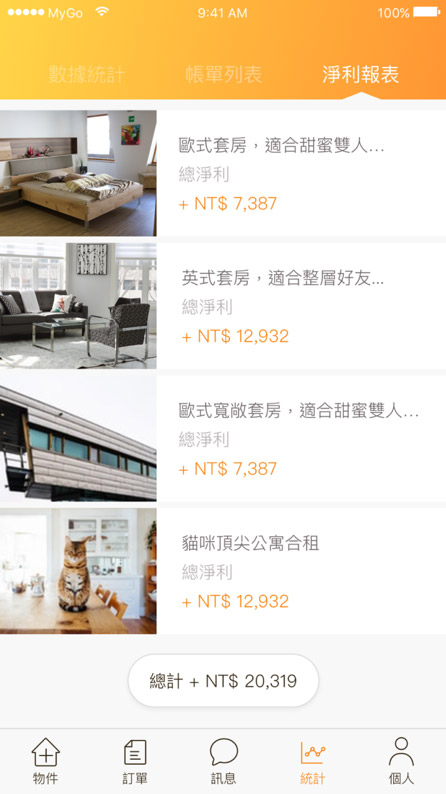 MyGo 9:41 AM 100%
數據統計 帳單列表 淨利報表
歐式套房，適合甜蜜雙人...
總淨利
+ NT$ 7,387
英式套房，適合整層好友...
總淨利
+ NT$ 12,932
歐式寬敞套房，適合甜蜜雙人...
總淨利
+ NT$ 7,387
貓咪頂尖公寓合租
總淨利
+ NT$ 12,932
總計 + NT$ 20,319
物件 訂單 訊息 統計 個人